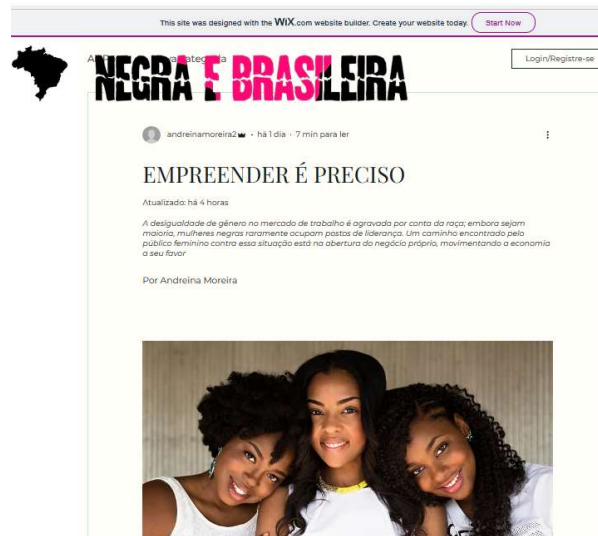 This site was designed with the WiX.com website builder. Create your website today. Start Now
Login/Registre-se
NEGRA E BRASILEIRA
andreinamoreira2 · há 1 dia · 7 min para ler
EMPREENDER É PRECISO
Atualizado: há 4 horas
A desigualdade de gênero no mercado de trabalho é agravada por conta da raça; embora sejam
maioria, mulheres negras raramente ocupam postos de liderança. Um caminho encontrado pelo
público feminino contra essa situação está na abertura do negócio próprio, movimentando a economia
a seu favor
Por Andreina Moreira